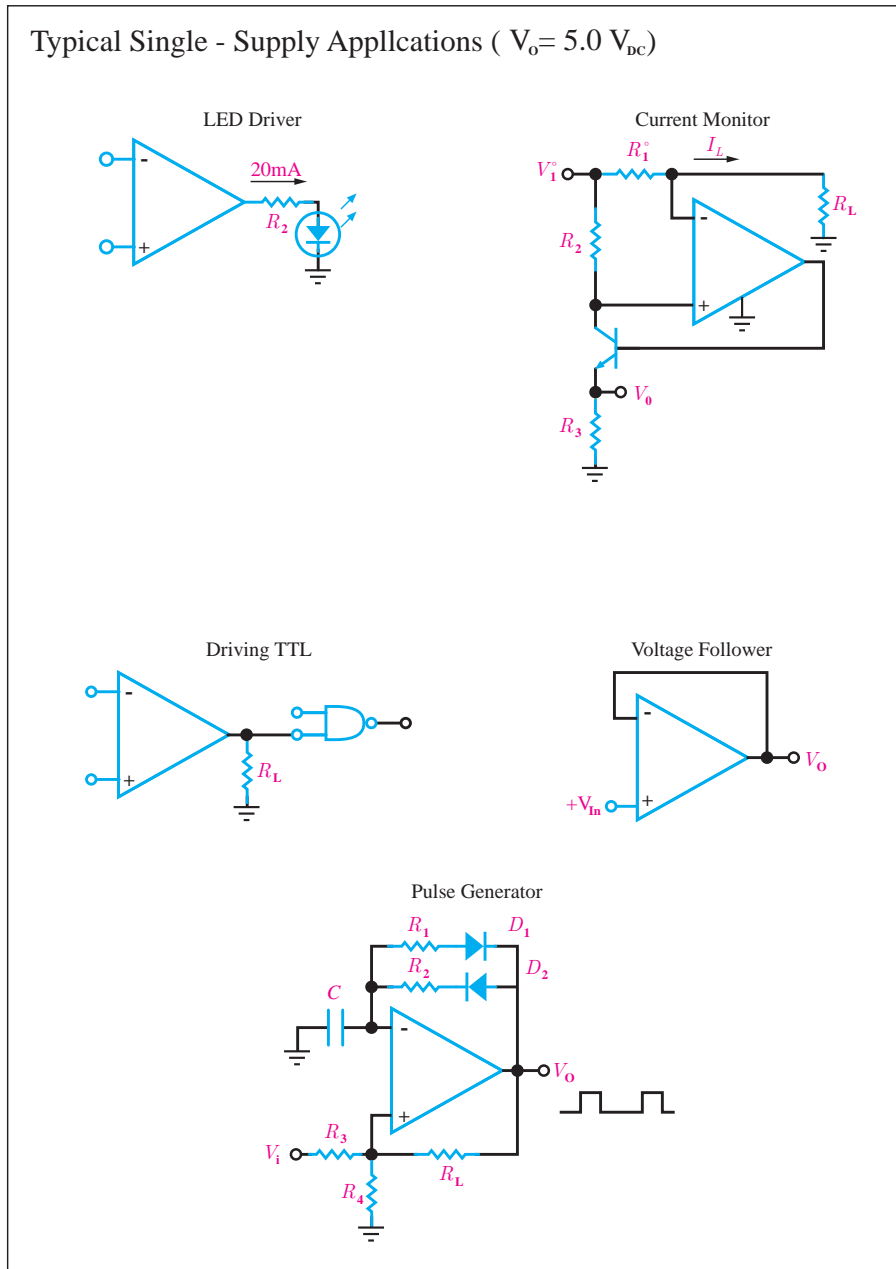 Typical Single - Supply Appllcations ( Vo= 5.0 VDC)
LED Driver
-
+
20mA
R2
Current Monitor
V1°
R1°
IL
RL
R2
-
+
V0
R3
Driving TTL
-
+
RL
Voltage Follower
-
+
+VIn
VO
Pulse Generator
R1
D1
R2
D2
C
-
+
VO
Vi
R3
RL
R4